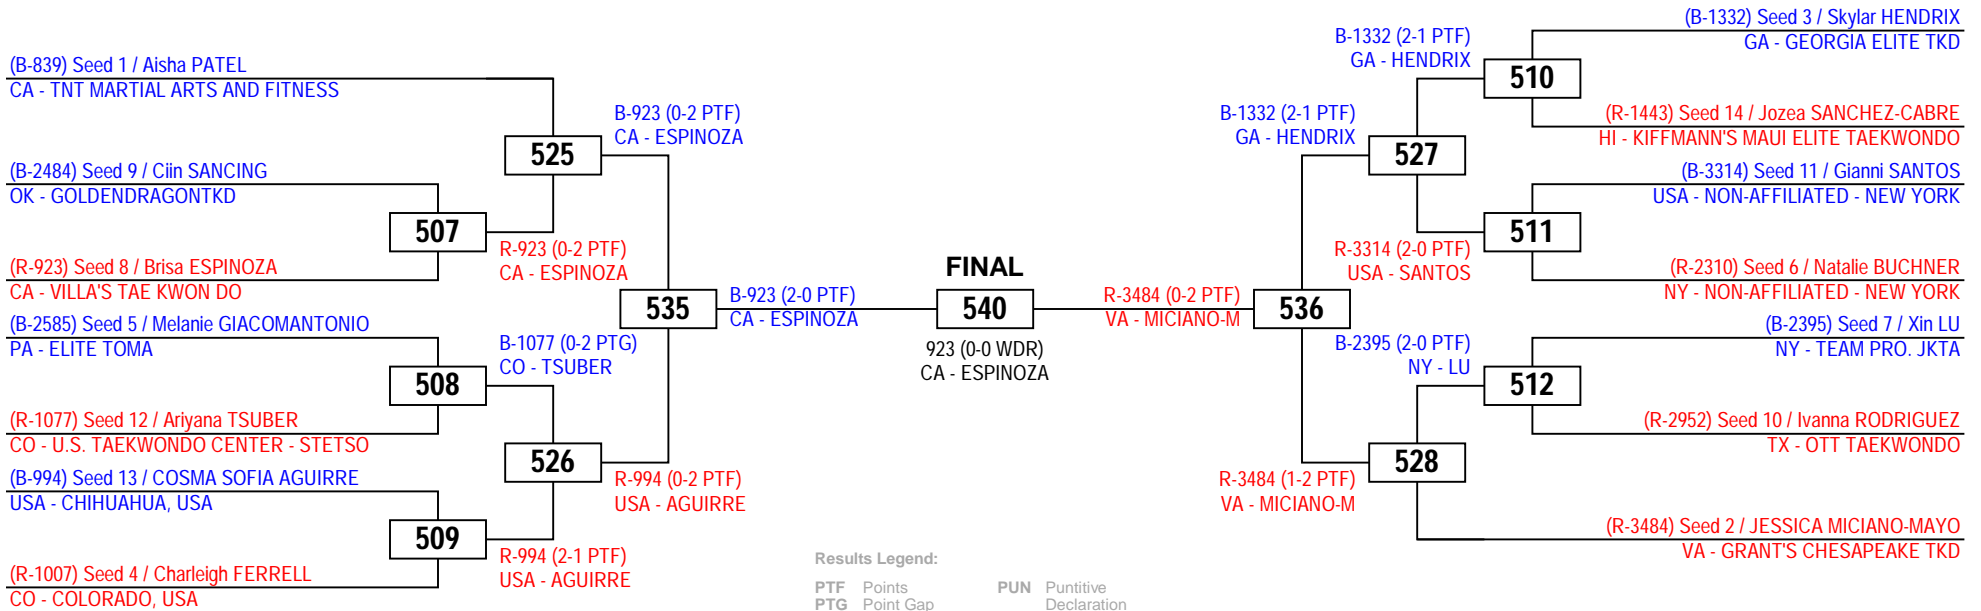 (B-839) Seed 1 / Aisha PATEL
CA - TNT MARTIAL ARTS AND FITNESS
(B-2484) Seed 9 / Ciin SANCING
OK - GOLDENDRAGONTKD
(R-923) Seed 8 / Brisa ESPINOZA
CA - VILLA'S TAE KWON DO
(B-2585) Seed 5 / Melanie GIACOMANTONIO
PA - ELITE TOMA
(R-1077) Seed 12 / Ariyana TSUBER
CO - U.S. TAEKWONDO CENTER - STETSO
(B-994) Seed 13 / COSMA SOFIA AGUIRRE
USA - CHIHUAHUA, USA
(R-1007) Seed 4 / Charleigh FERRELL
CO - COLORADO, USA
507
508
509
R-923 (0-2 PTF)
CA - ESPINOZA
B-1077 (0-2 PTG)
CO - TSUBER
R-994 (2-1 PTF)
USA - AGUIRRE
525
526
B-923 (0-2 PTF)
CA - ESPINOZA
R-994 (0-2 PTF)
USA - AGUIRRE
535
B-923 (2-0 PTF)
CA - ESPINOZA
FINAL
540
923 (0-0 WDR)
CA - ESPINOZA
R-3484 (0-2 PTF)
VA - MICIANO-M
536
B-1332 (2-1 PTF)
GA - HENDRIX
R-3484 (1-2 PTF)
VA - MICIANO-M
527
528
B-1332 (2-1 PTF)
GA - HENDRIX
R-3314 (2-0 PTF)
USA - SANTOS
B-2395 (2-0 PTF)
NY - LU
510
511
512
(B-1332) Seed 3 / Skylar HENDRIX
GA - GEORGIA ELITE TKD
(R-1443) Seed 14 / Jozea SANCHEZ-CABRE
HI - KIFFMANN'S MAUI ELITE TAEKWONDO
(B-3314) Seed 11 / Gianni SANTOS
USA - NON-AFFILIATED - NEW YORK
(R-2310) Seed 6 / Natalie BUCHNER
NY - NON-AFFILIATED - NEW YORK
(B-2395) Seed 7 / Xin LU
NY - TEAM PRO. JKTA
(R-2952) Seed 10 / Ivanna RODRIGUEZ
TX - OTT TAEKWONDO
(R-3484) Seed 2 / JESSICA MICIANO-MAYO
VA - GRANT'S CHESAPEAKE TKD
Results Legend:
PTF Points PUN Puntitive
PTG Point Gap Declaration